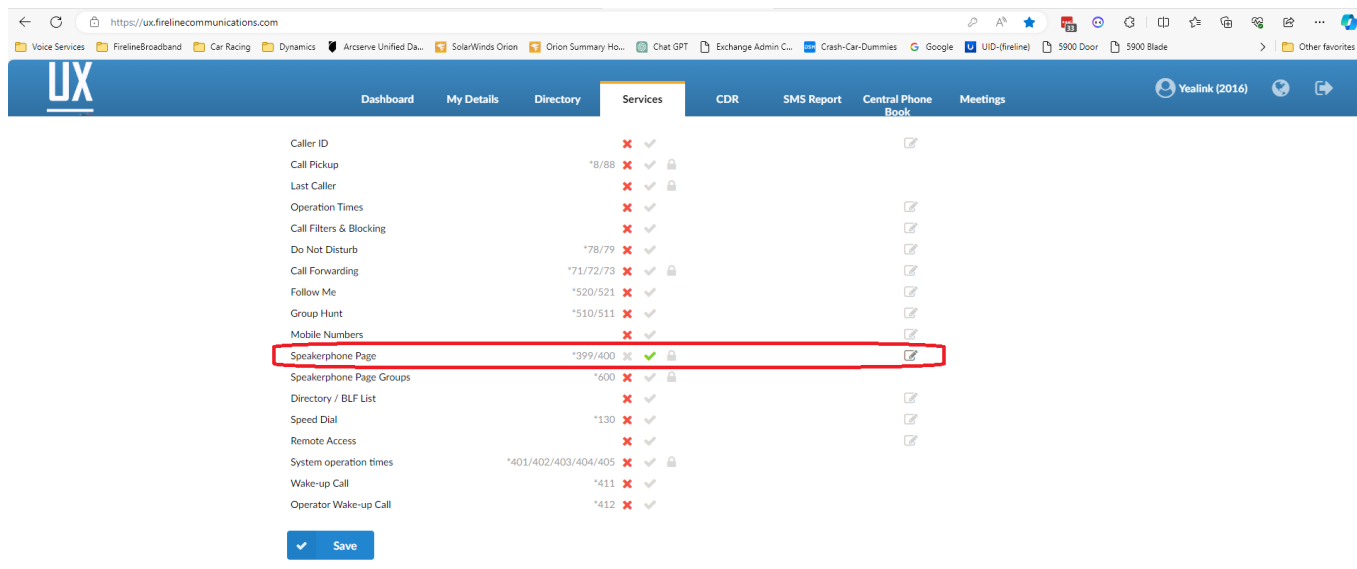 https://ux.firelinecommunications.com
Voice Services FirelineBroadband Car Racing Dynamics Arcserve Unified Da... SolarWinds Orion Orion Summary Ho... Chat GPT Exchange Admin C... Crash-Car-Dummies Google UID-(fireline) 5900 Door 5900 Blade Other favorites
UX
Dashboard My Details Directory Services CDR SMS Report Central Phone Book Meetings Yealink (2016)
Caller ID
Call Pickup *8/88
Last Caller
Operation Times
Call Filters & Blocking
Do Not Disturb *78/79
Call Forwarding *71/72/73
Follow Me *520/521
Group Hunt *510/511
Mobile Numbers
Speakerphone Page *399/400
Speakerphone Page Groups *600
Directory / BLF List
Speed Dial *130
Remote Access
System operation times *401/402/403/404/405
Wake-up Call *411
Operator Wake-up Call *412
Save